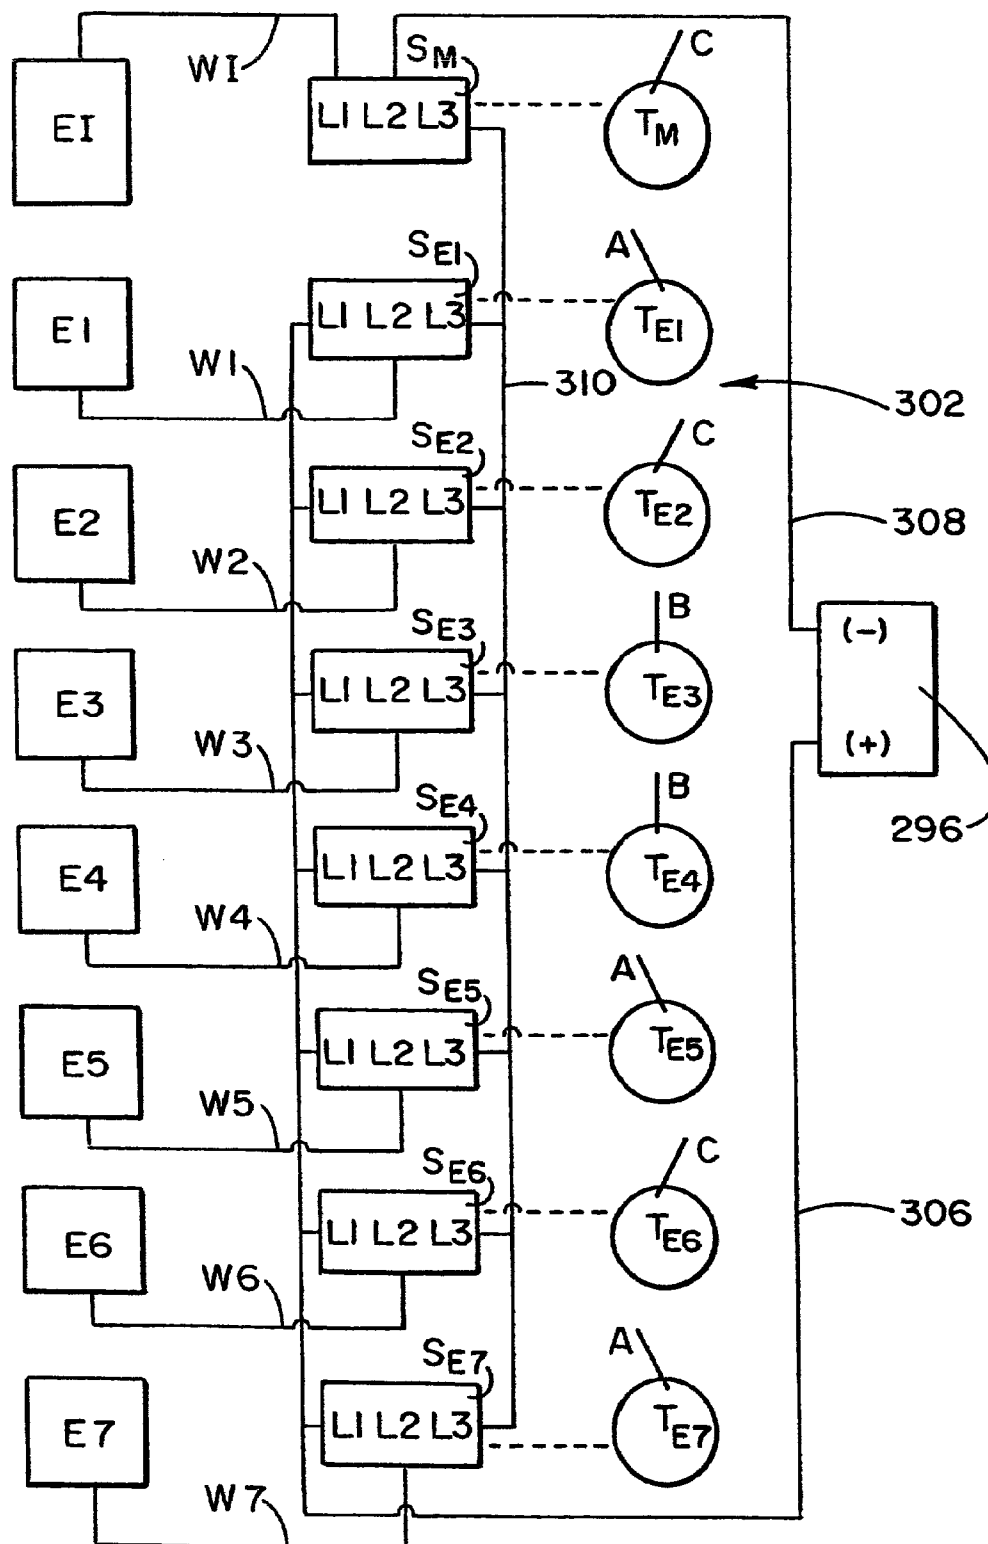 C
WI
SM
EI
L1 L2 L3
TM
A
SE1
E1
L1 L2 L3
TE1
W1
310
302
C
SE2
E2
L1 L2 L3
TE2
308
W2
B
SE3
(-)
E3
L1 L2 L3
TE3
W3
(+)
B
SE4
296
E4
L1 L2 L3
TE4
W4
A
SE5
E5
L1 L2 L3
TE5
W5
C
SE6
306
E6
L1 L2 L3
TE6
W6
A
SE7
E7
L1 L2 L3
TE7
W7